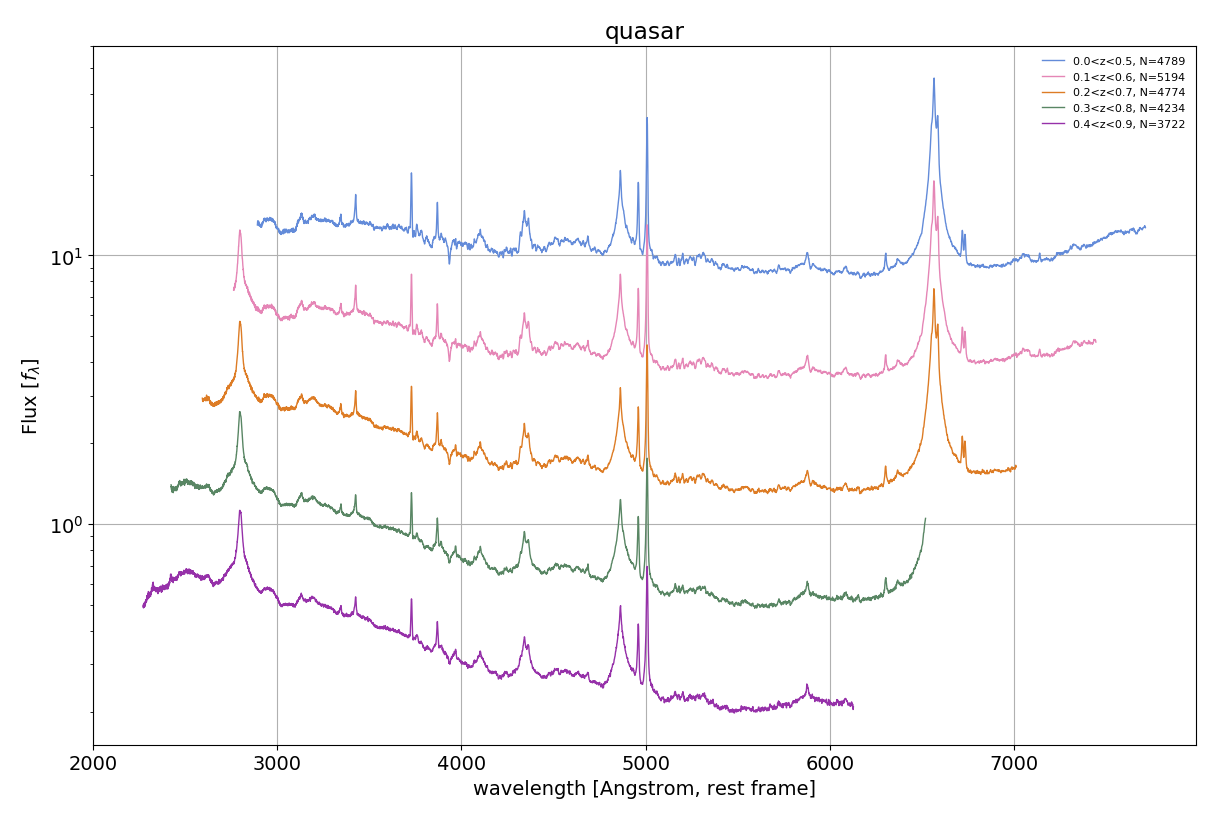 quasar
0.0<z<0.5, N=4789
0.1<z<0.6, N=5194
0.2<z<0.7, N=4774
0.3<z<0.8, N=4234
0.4<z<0.9, N=3722
10¹
10⁰
Flux [fλ]
2000 3000 4000 5000 6000 7000
wavelength [Angstrom, rest frame]